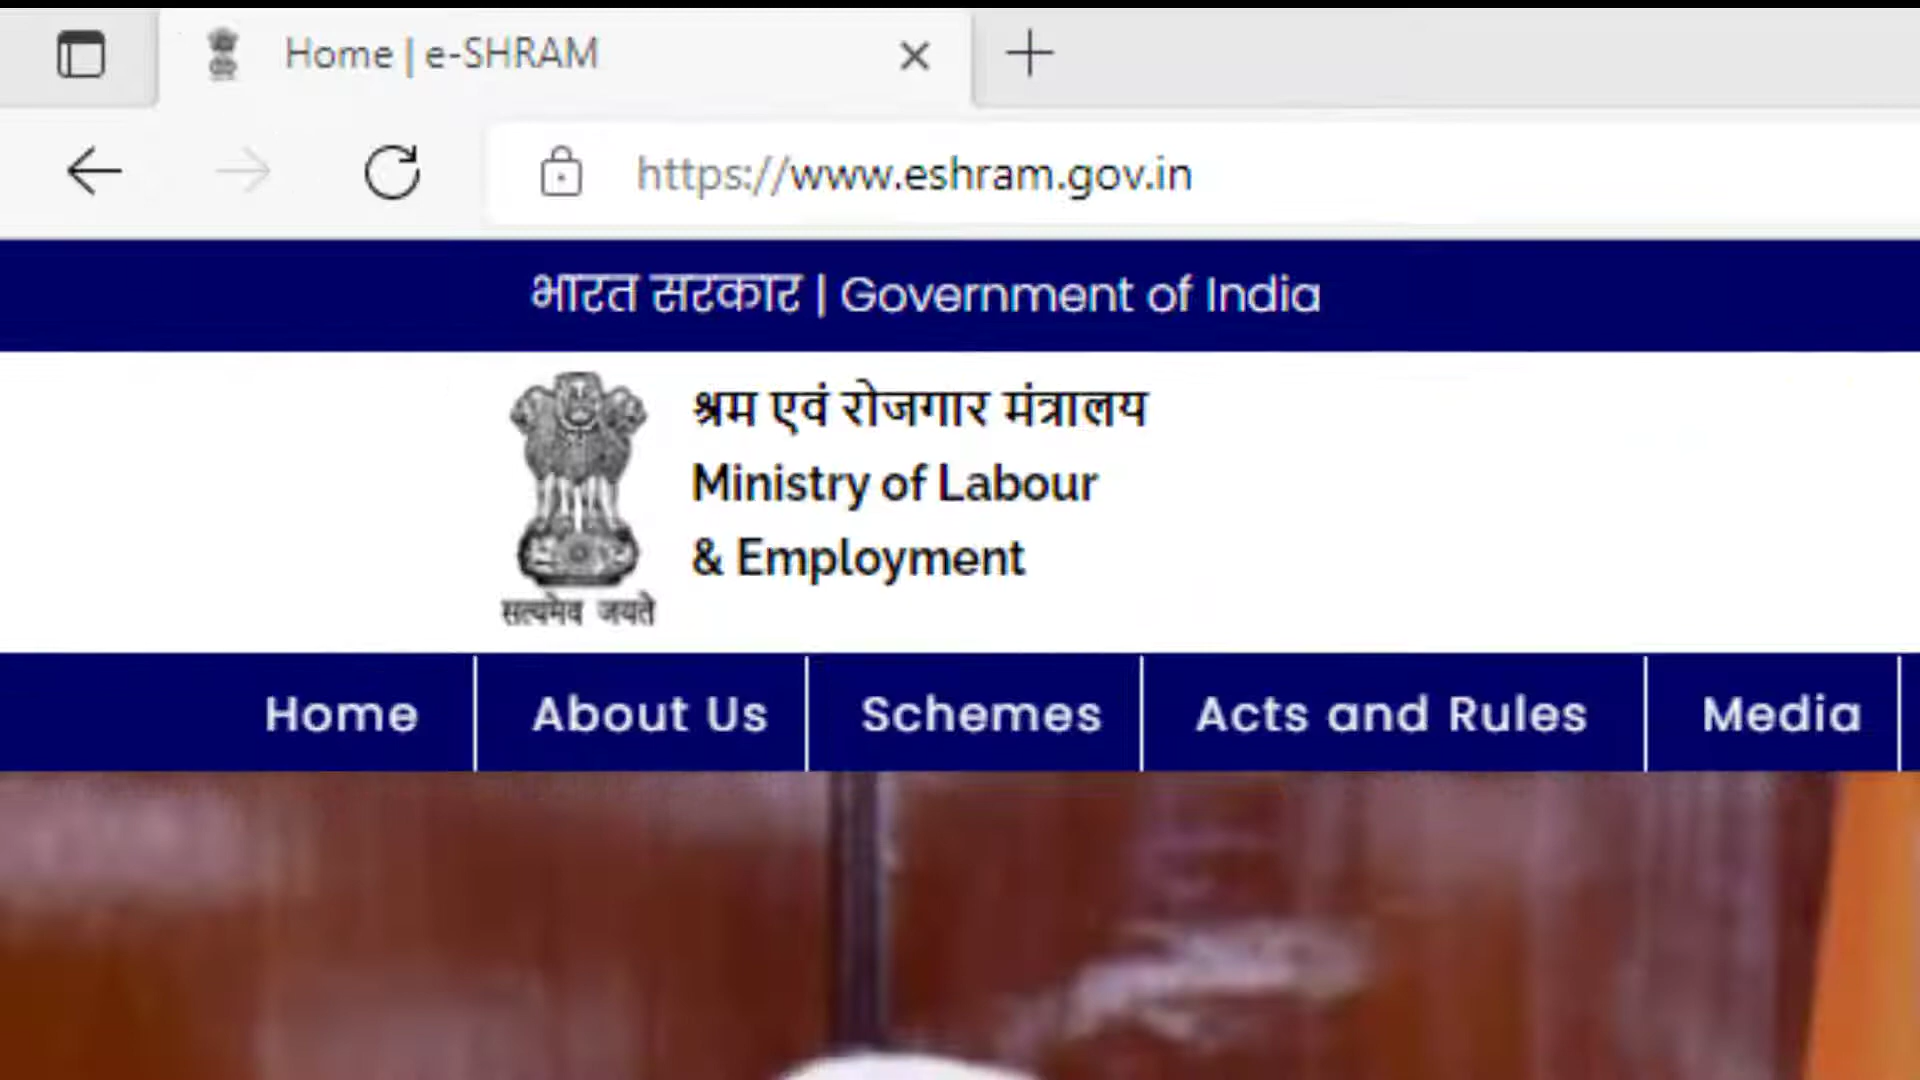 Home | e-SHRAM
https://www.eshram.gov.in
भारत सरकार | Government of India
श्रम एवं रोजगार मंत्रालय
Ministry of Labour
& Employment
सत्यमेव जयते
Home About Us Schemes Acts and Rules Media